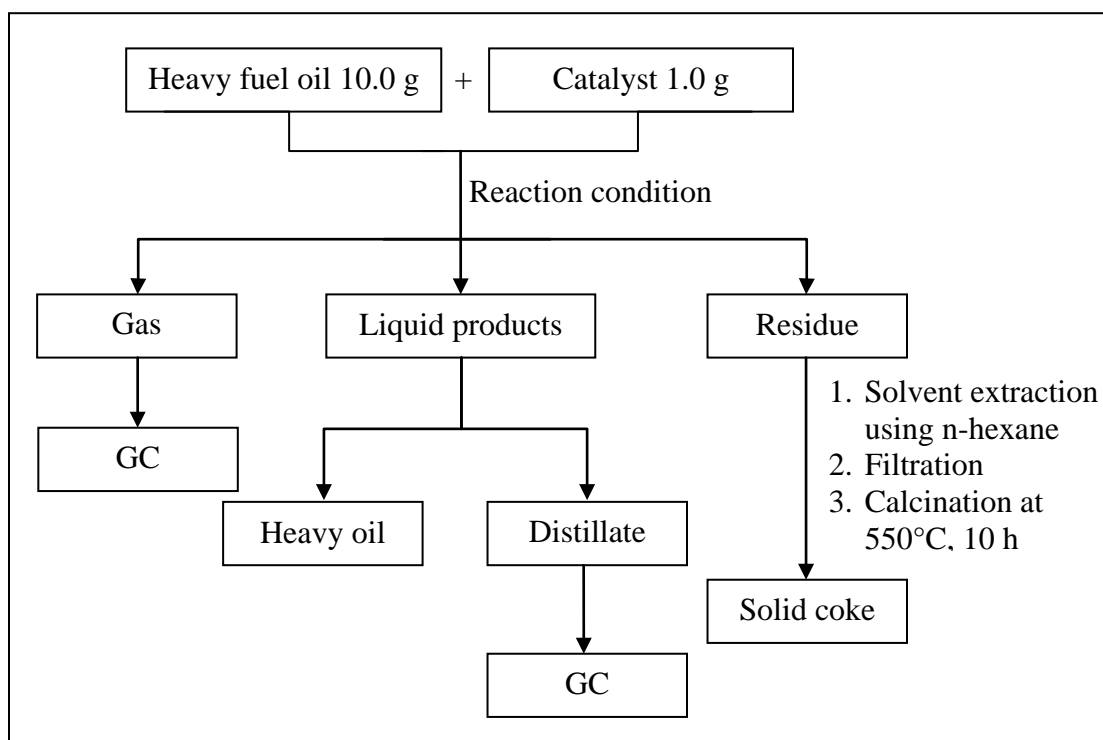 Heavy fuel oil 10.0 g + Catalyst 1.0 g
Reaction condition
Gas
Liquid products
Residue
1. Solvent extraction
using n-hexane
2. Filtration
3. Calcination at
550°C, 10 h
GC
Heavy oil
Distillate
Solid coke
GC